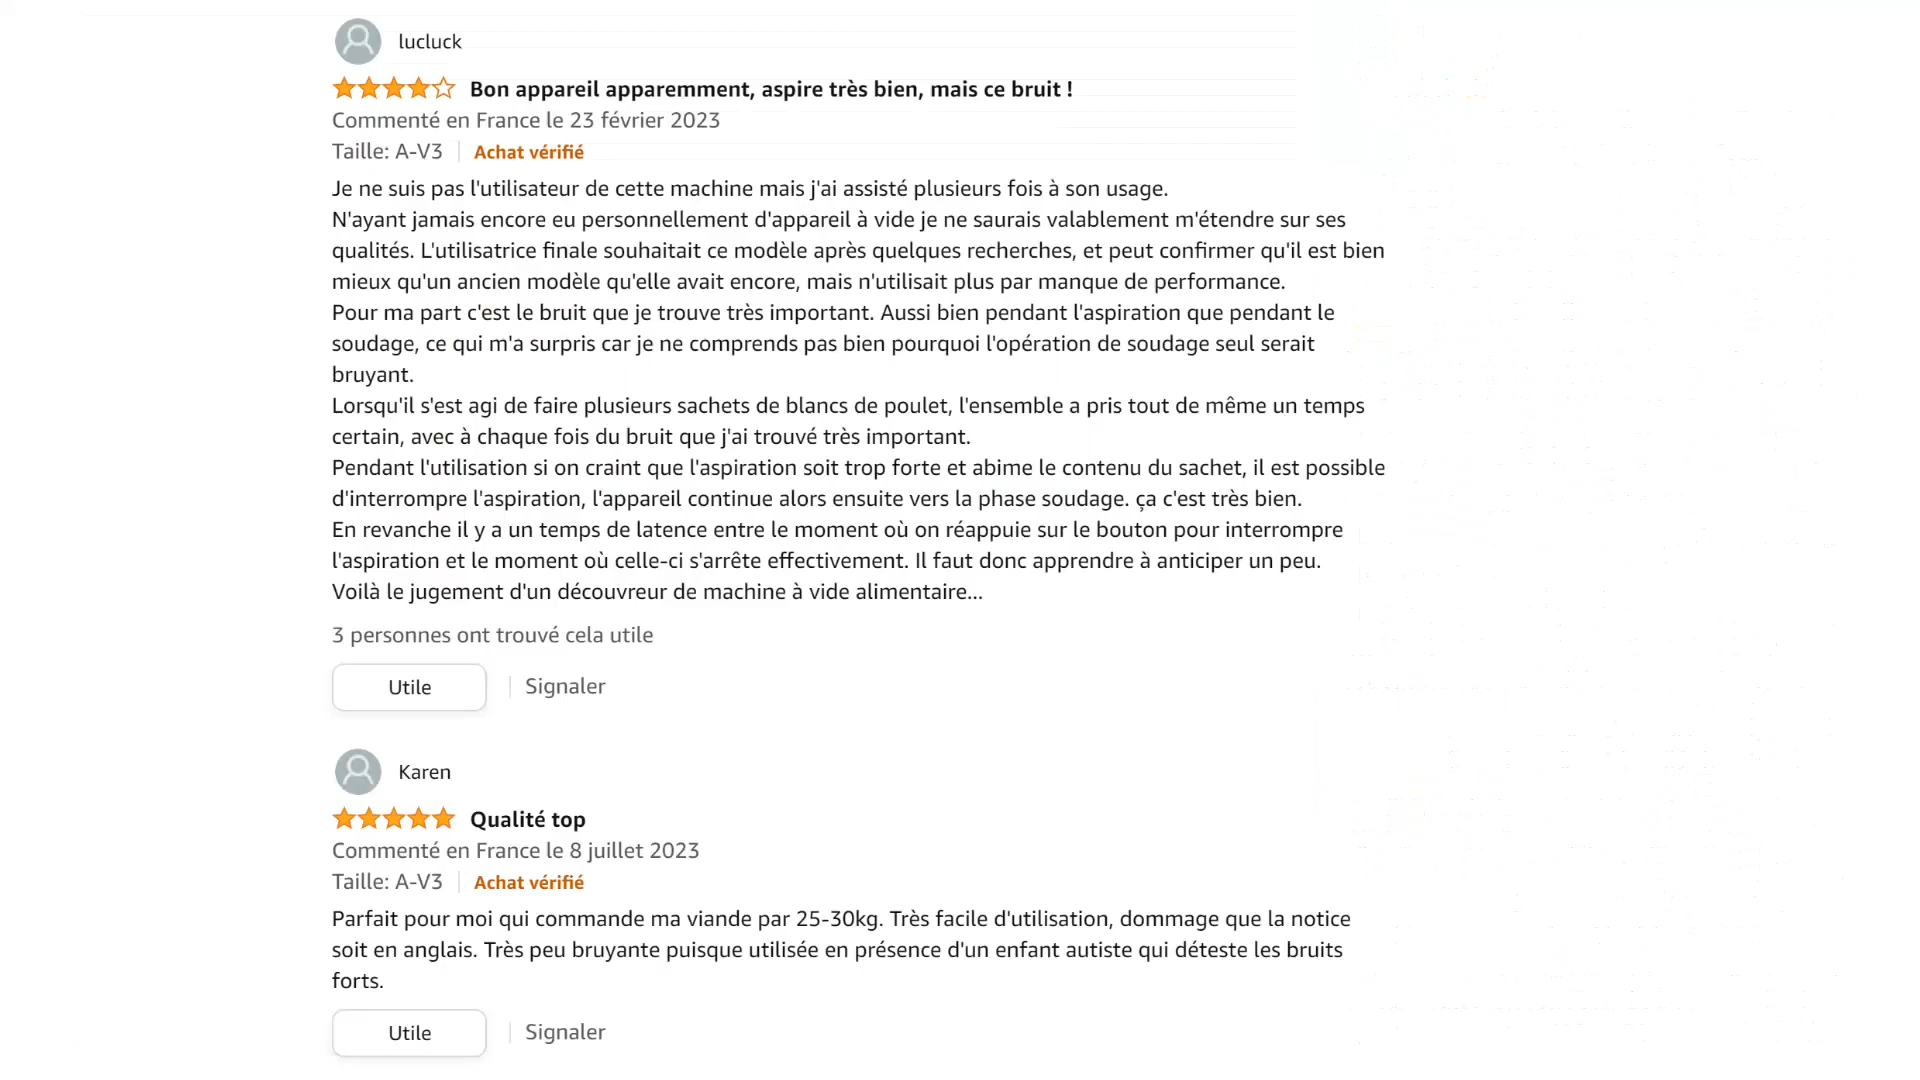 lucluck
Bon appareil apparemment, aspire très bien, mais ce bruit !
Commenté en France le 23 février 2023
Taille: A-V3 | Achat vérifié
Je ne suis pas l'utilisateur de cette machine mais j'ai assisté plusieurs fois à son usage.
N'ayant jamais encore eu personnellement d'appareil à vide je ne saurais valablement m'étendre sur ses
qualités. L'utilisatrice finale souhaitait ce modèle après quelques recherches, et peut confirmer qu'il est bien
mieux qu'un ancien modèle qu'elle avait encore, mais n'utilisait plus par manque de performance.
Pour ma part c'est le bruit que je trouve très important. Aussi bien pendant l'aspiration que pendant le
soudage, ce qui m'a surpris car je ne comprends pas bien pourquoi l'opération de soudage seul serait
bruyant.
Lorsqu'il s'est agi de faire plusieurs sachets de blancs de poulet, l'ensemble a pris tout de même un temps
certain, avec à chaque fois du bruit que j'ai trouvé très important.
Pendant l'utilisation si on craint que l'aspiration soit trop forte et abime le contenu du sachet, il est possible
d'interrompre l'aspiration, l'appareil continue alors ensuite vers la phase soudage. ça c'est très bien.
En revanche il y a un temps de latence entre le moment où on réappuie sur le bouton pour interrompre
l'aspiration et le moment où celle-ci s'arrête effectivement. Il faut donc apprendre à anticiper un peu.
Voilà le jugement d'un découvreur de machine à vide alimentaire...
3 personnes ont trouvé cela utile
Utile | Signaler
Karen
Qualité top
Commenté en France le 8 juillet 2023
Taille: A-V3 | Achat vérifié
Parfait pour moi qui commande ma viande par 25-30kg. Très facile d'utilisation, dommage que la notice
soit en anglais. Très peu bruyante puisque utilisée en présence d'un enfant autiste qui déteste les bruits
forts.
Utile | Signaler